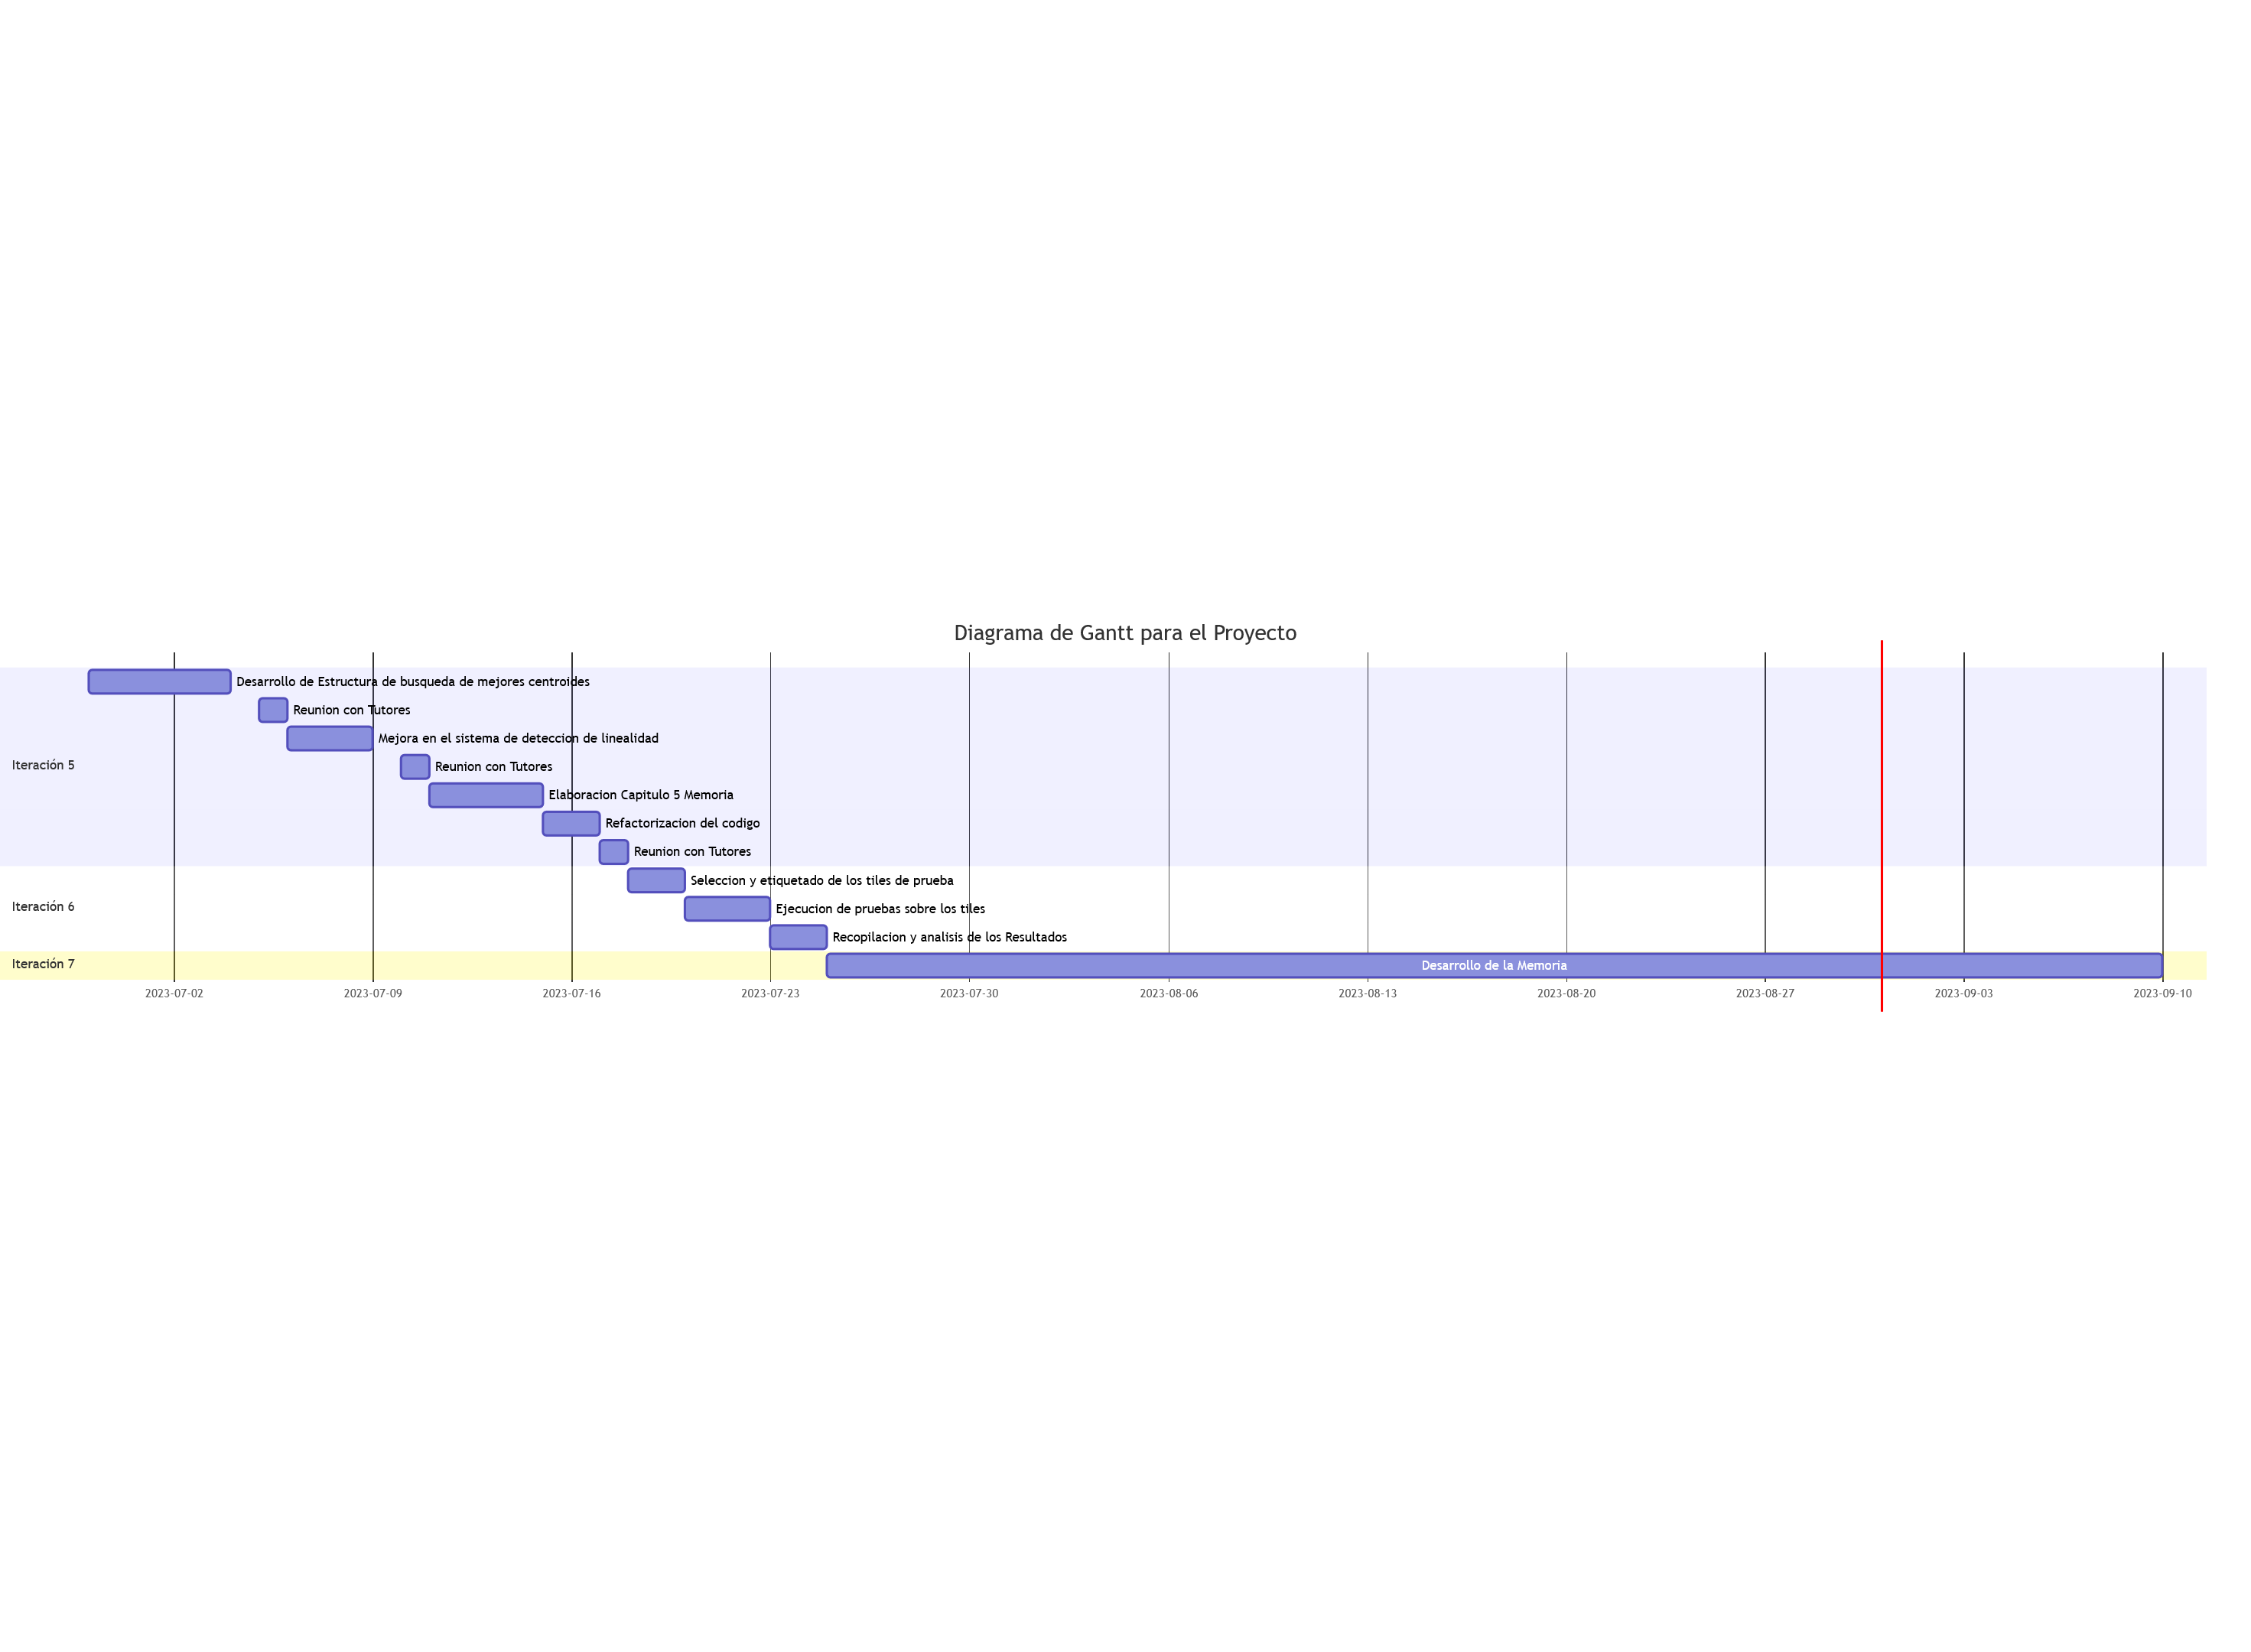 Diagrama de Gantt para el Proyecto
Desarrollo de Estructura de busqueda de mejores centroides
Reunion con Tutores
Mejora en el sistema de deteccion de linealidad
Iteración 5
Reunion con Tutores
Elaboracion Capitulo 5 Memoria
Refactorizacion del codigo
Reunion con Tutores
Seleccion y etiquetado de los tiles de prueba
Iteración 6
Ejecucion de pruebas sobre los tiles
Recopilacion y analisis de los Resultados
Iteración 7
Desarrollo de la Memoria
2023-07-02
2023-07-09
2023-07-16
2023-07-23
2023-07-30
2023-08-06
2023-08-13
2023-08-20
2023-08-27
2023-09-03
2023-09-10